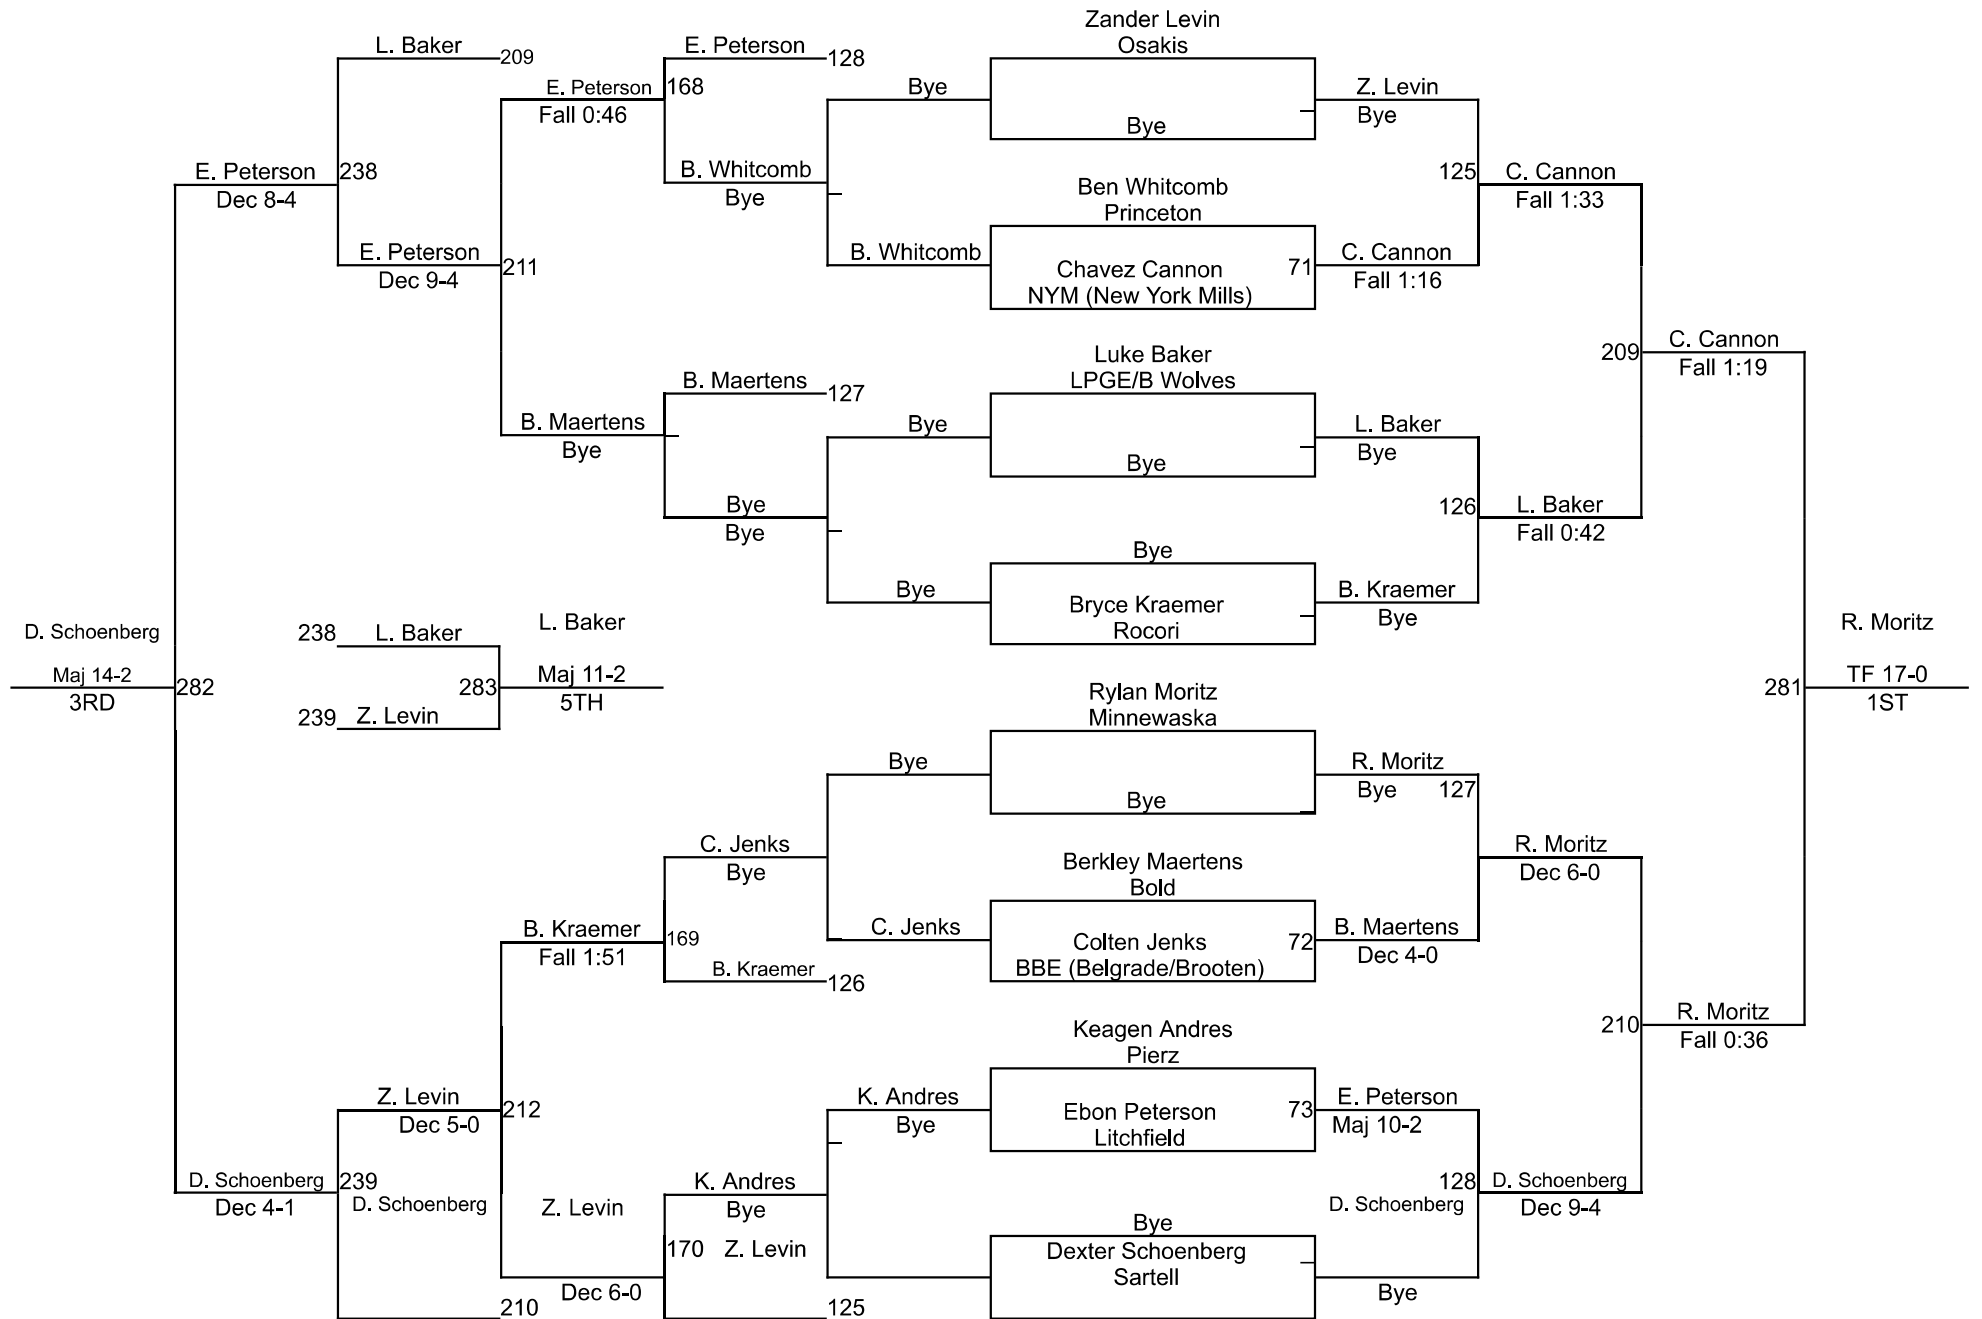 Zander Levin
L. Baker
E. Peterson
Osakis
209
128
E. Peterson
168
Bye
Z. Levin
Fall 0:46
Bye
Bye
E. Peterson
238
B. Whitcomb
125
C. Cannon
Dec 8-4
Bye
Ben Whitcomb
Fall 1:33
Princeton
E. Peterson
211
B. Whitcomb
Chavez Cannon
71
C. Cannon
Dec 9-4
NYM (New York Mills)
Fall 1:16
C. Cannon
209
Fall 1:19
Luke Baker
B. Maertens
127
LPGE/B Wolves
B. Maertens
Bye
L. Baker
Bye
Bye
Bye
Bye
126
L. Baker
Bye
Fall 0:42
Bye
Bye
Bryce Kraemer
B. Kraemer
Rocori
Bye
D. Schoenberg
238
L. Baker
L. Baker
R. Moritz
Maj 14-2
282
283
Maj 11-2
281
TF 17-0
3RD
239
Z. Levin
5TH
1ST
Rylan Moritz
Minnewaska
Bye
R. Moritz
Bye
Bye
127
C. Jenks
R. Moritz
Bye
Berkley Maertens
Dec 6-0
Bold
B. Kraemer
169
C. Jenks
Colten Jenks
72
B. Maertens
Fall 1:51
B. Kraemer
126
BBE (Belgrade/Brooten)
Dec 4-0
210
R. Moritz
Fall 0:36
Keagen Andres
Pierz
Z. Levin
212
K. Andres
Ebon Peterson
73
E. Peterson
Dec 5-0
Bye
Litchfield
Maj 10-2
D. Schoenberg
239
K. Andres
128
D. Schoenberg
Dec 4-1
D. Schoenberg
Z. Levin
Bye
D. Schoenberg
Dec 9-4
Bye
170
Z. Levin
Dexter Schoenberg
Sartell
Dec 6-0
Bye
210
125